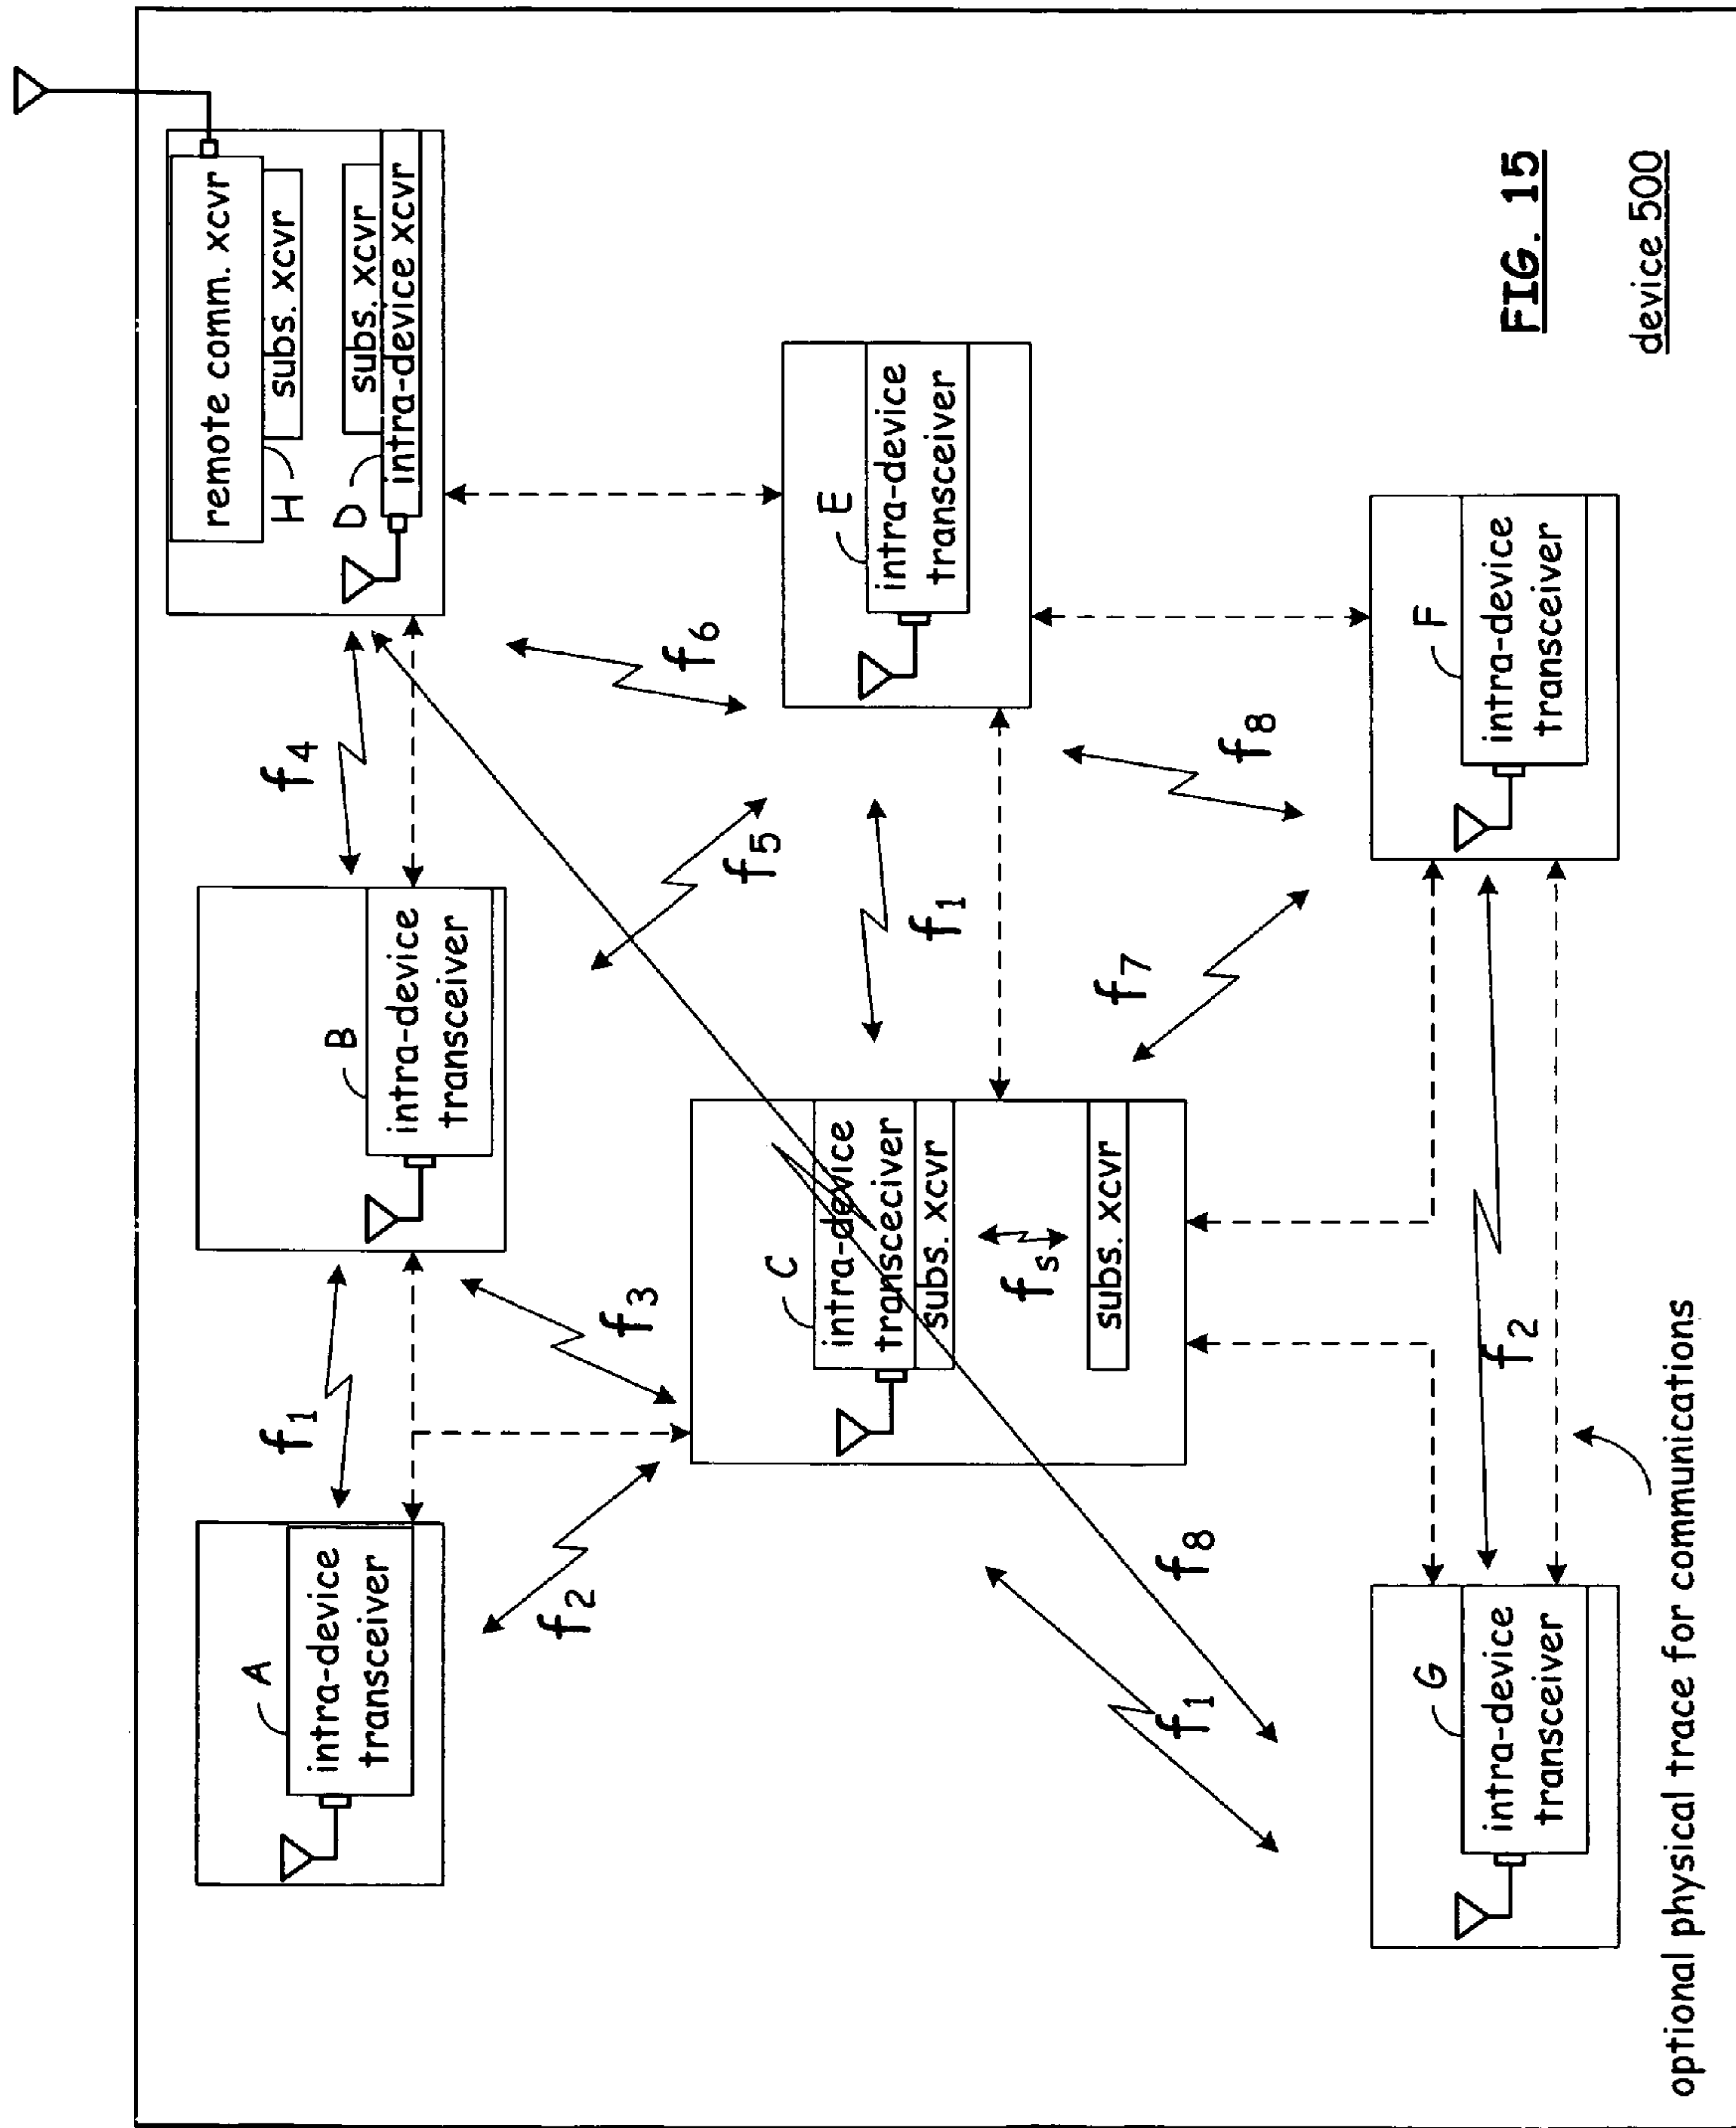 remote comm. xcvr
H
subs. xcvr
D
subs. xcvr
intra-device xcvr
A
intra-device
transceiver
f1
B
intra-device
transceiver
f4
f2
f3
f5
f6
C
intra-device
transeciver
subs. xcvr
fs
subs. xcvr
f1
E
intra-device
transceiver
f1
f8
f7
f8
G
intra-device
transceiver
f2
F
intra-device
transceiver
optional physical trace for communications
FIG. 15
device 500